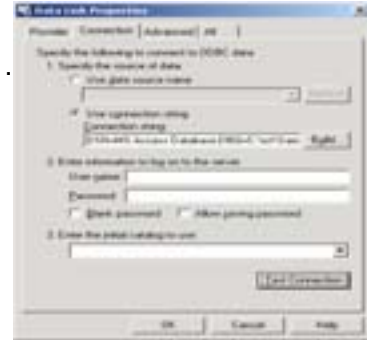 Data Link Properties
Provider Connection Advanced All
Specify the following to connect to ODBC data
1. Specify the source of data
Use data source name
Use connection string
Connection string
Build...
2. Enter information to log on to the server
User name:
Password:
Blank password Allow saving password
3. Enter the initial catalog to use
Test Connection
OK Cancel Help